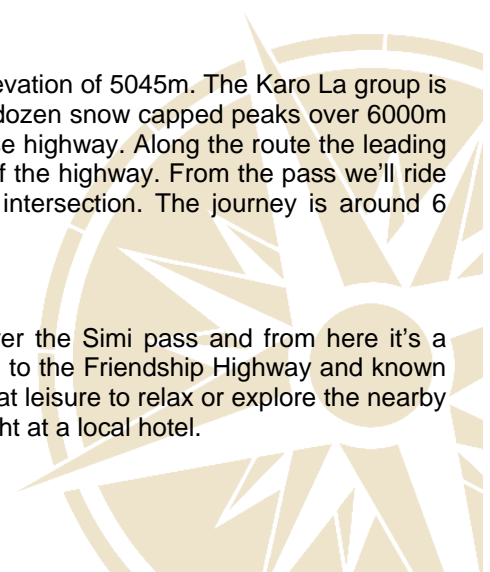 evation of 5045m. The Karo La group is
dozen snow capped peaks over 6000m
e highway. Along the route the leading
f the highway. From the pass we'll ride
intersection. The journey is around 6
er the Simi pass and from here it's a
to the Friendship Highway and known
at leisure to relax or explore the nearby
ht at a local hotel.